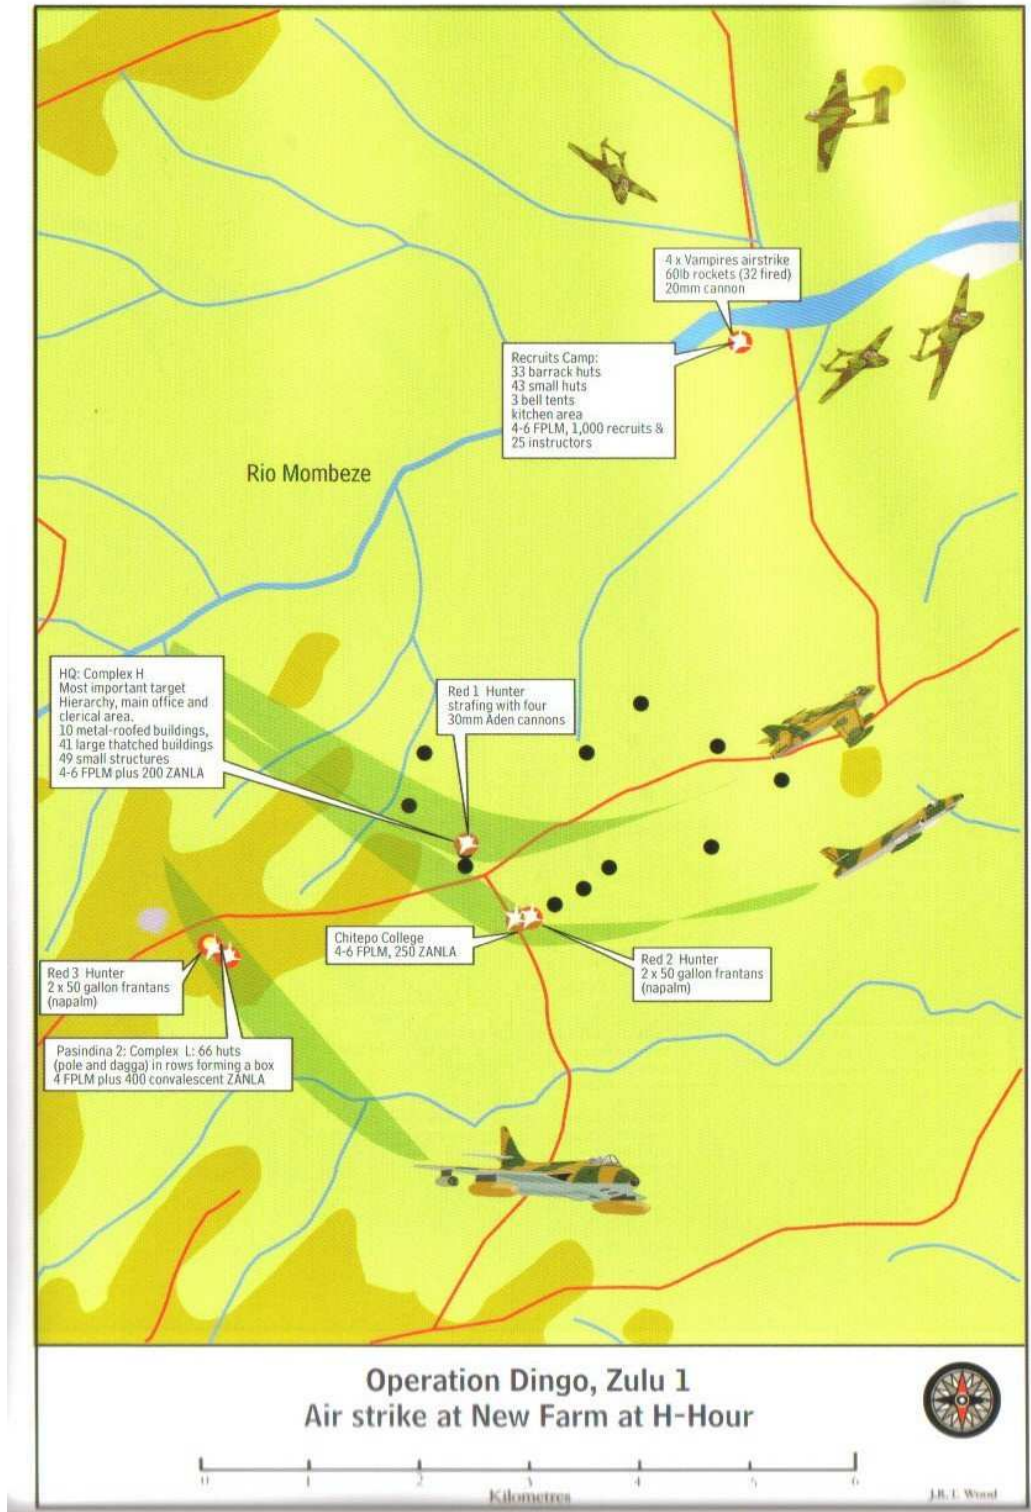 4 x Vampires airstrike
60lb rockets (32 fired)
20mm cannon
Recruits Camp:
33 barrack huts
43 small huts
3 bell tents
kitchen area
4-6 FPLM, 1,000 recruits &
25 instructors
Rio Mombeze
HQ: Complex H
Most important target
Hierarchy, main office and
clerical area.
10 metal-roofed buildings,
41 large thatched buildings
49 small structures
4-6 FPLM plus 200 ZANLA
Red 1 Hunter
strafing with four
30mm Aden cannons
Chitepo College
4-6 FPLM, 250 ZANLA
Red 2 Hunter
2 x 50 gallon frantans
(napalm)
Red 3 Hunter
2 x 50 gallon frantans
(napalm)
Pasindina 2: Complex L: 66 huts
(pole and dagga) in rows forming a box
4 FPLM plus 400 convalescent ZANLA
Operation Dingo, Zulu 1
Air strike at New Farm at H-Hour
0 1 2 3 4 5 6
Kilometres
J.R.T. Wood